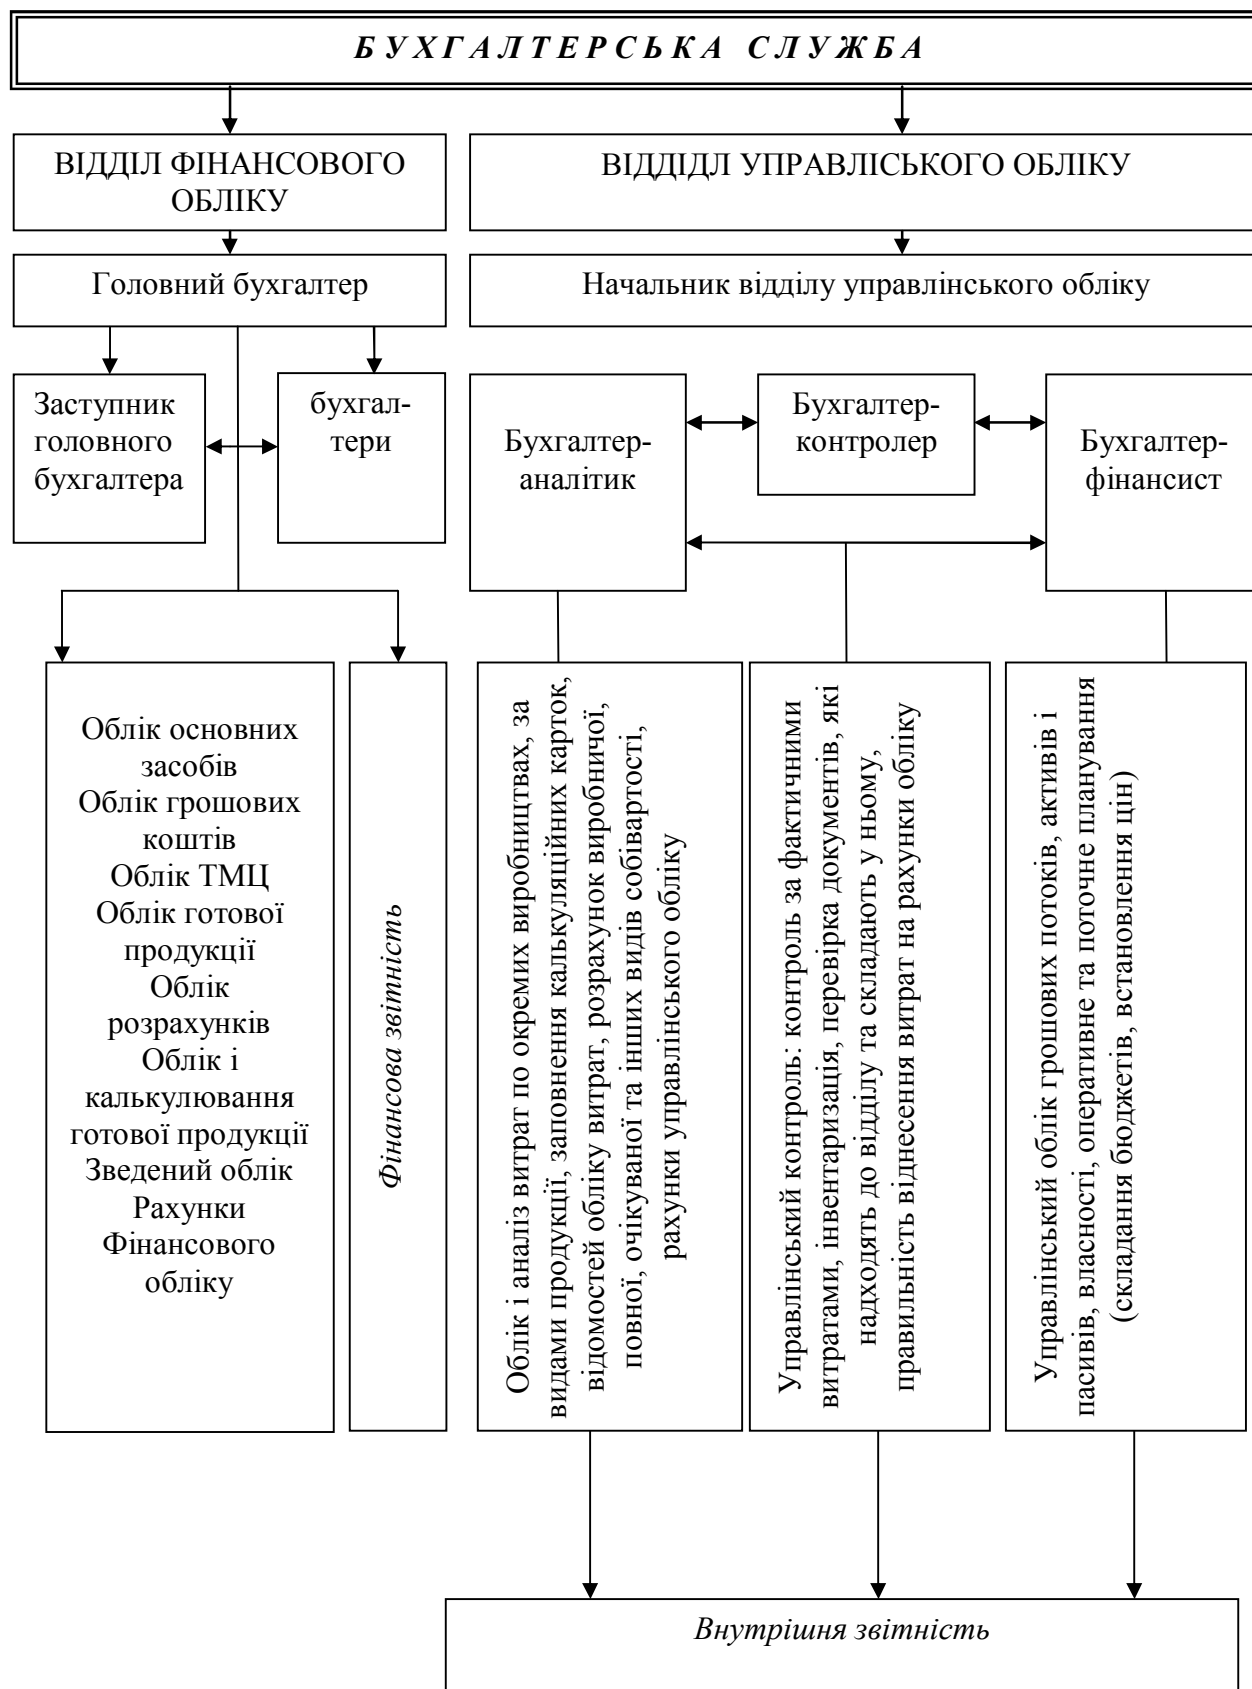 БУХГАЛТЕРСЬКА СЛУЖБА
ВІДДІЛ ФІНАНСОВОГО
ОБЛІКУ
ВІДДІДЛ УПРАВЛІСЬКОГО ОБЛІКУ
Головний бухгалтер
Начальник відділу управлінського обліку
Заступник
головного
бухгалтера
бухгал-
тери
Бухгалтер-
аналітик
Бухгалтер-
контролер
Бухгалтер-
фінансист
Облік основних
засобів
Облік грошових
коштів
Облік ТМЦ
Облік готової
продукції
Облік
розрахунків
Облік і
калькулювання
готової продукції
Зведений облік
Рахунки
Фінансового
обліку
Фінансова звітність
Облік і аналіз витрат по окремих виробництвах, за
видами продукції, заповнення калькуляційних карток,
відомостей обліку витрат, розрахунок виробничої,
повної, очікуваної та інших видів собівартості,
рахунки управлінського обліку
Управлінський контроль: контроль за фактичними
витратами, інвентаризація, перевірка документів, які
надходять до відділу та складають у ньому,
правильність віднесення витрат на рахунки обліку
Управлінський облік грошових потоків, активів і
пасивів, власності, оперативне та поточне планування
(складання бюджетів, встановлення цін)
Внутрішня звітність